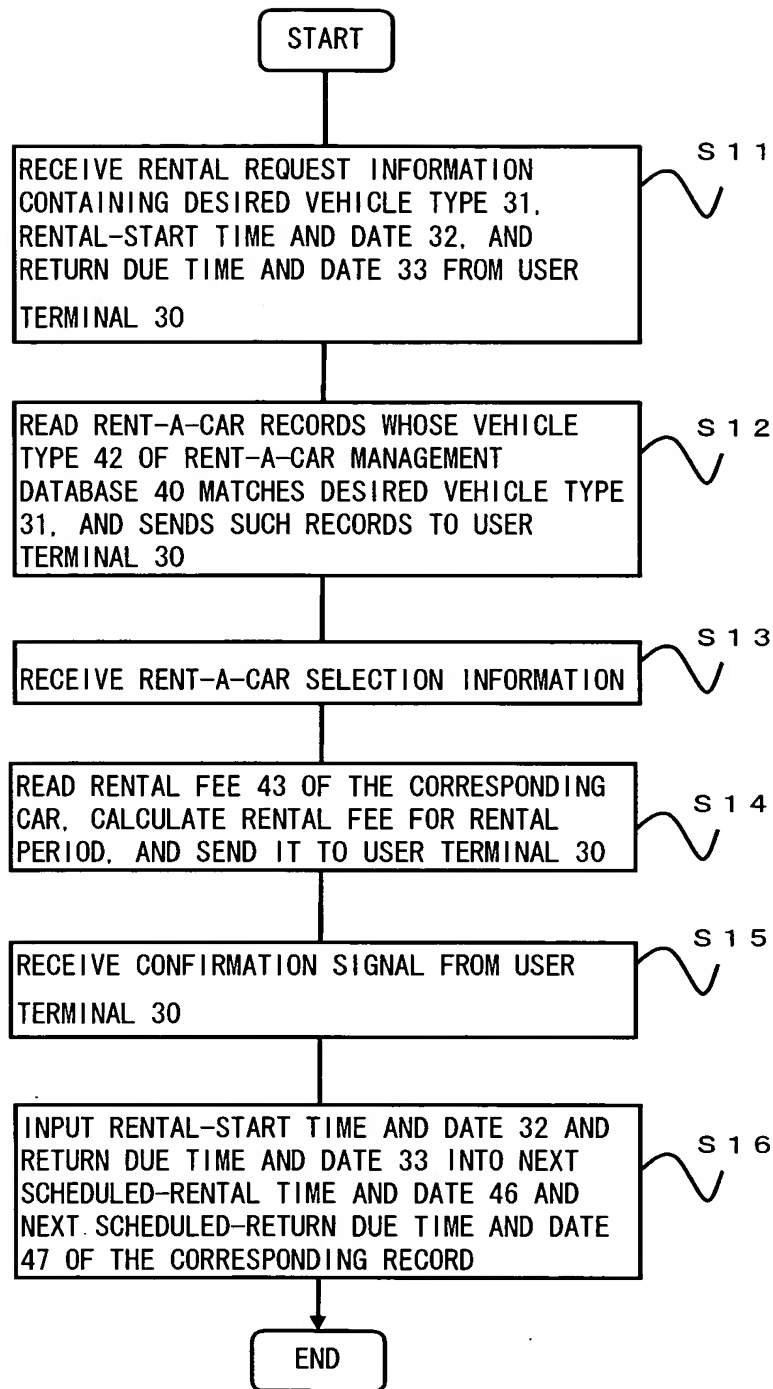 START
S11
RECEIVE RENTAL REQUEST INFORMATION
CONTAINING DESIRED VEHICLE TYPE 31,
RENTAL-START TIME AND DATE 32, AND
RETURN DUE TIME AND DATE 33 FROM USER
TERMINAL 30
S12
READ RENT-A-CAR RECORDS WHOSE VEHICLE
TYPE 42 OF RENT-A-CAR MANAGEMENT
DATABASE 40 MATCHES DESIRED VEHICLE TYPE
31, AND SENDS SUCH RECORDS TO USER
TERMINAL 30
S13
RECEIVE RENT-A-CAR SELECTION INFORMATION
S14
READ RENTAL FEE 43 OF THE CORRESPONDING
CAR, CALCULATE RENTAL FEE FOR RENTAL
PERIOD, AND SEND IT TO USER TERMINAL 30
S15
RECEIVE CONFIRMATION SIGNAL FROM USER
TERMINAL 30
S16
INPUT RENTAL-START TIME AND DATE 32 AND
RETURN DUE TIME AND DATE 33 INTO NEXT
SCHEDULED-RENTAL TIME AND DATE 46 AND
NEXT SCHEDULED-RETURN DUE TIME AND DATE
47 OF THE CORRESPONDING RECORD
END